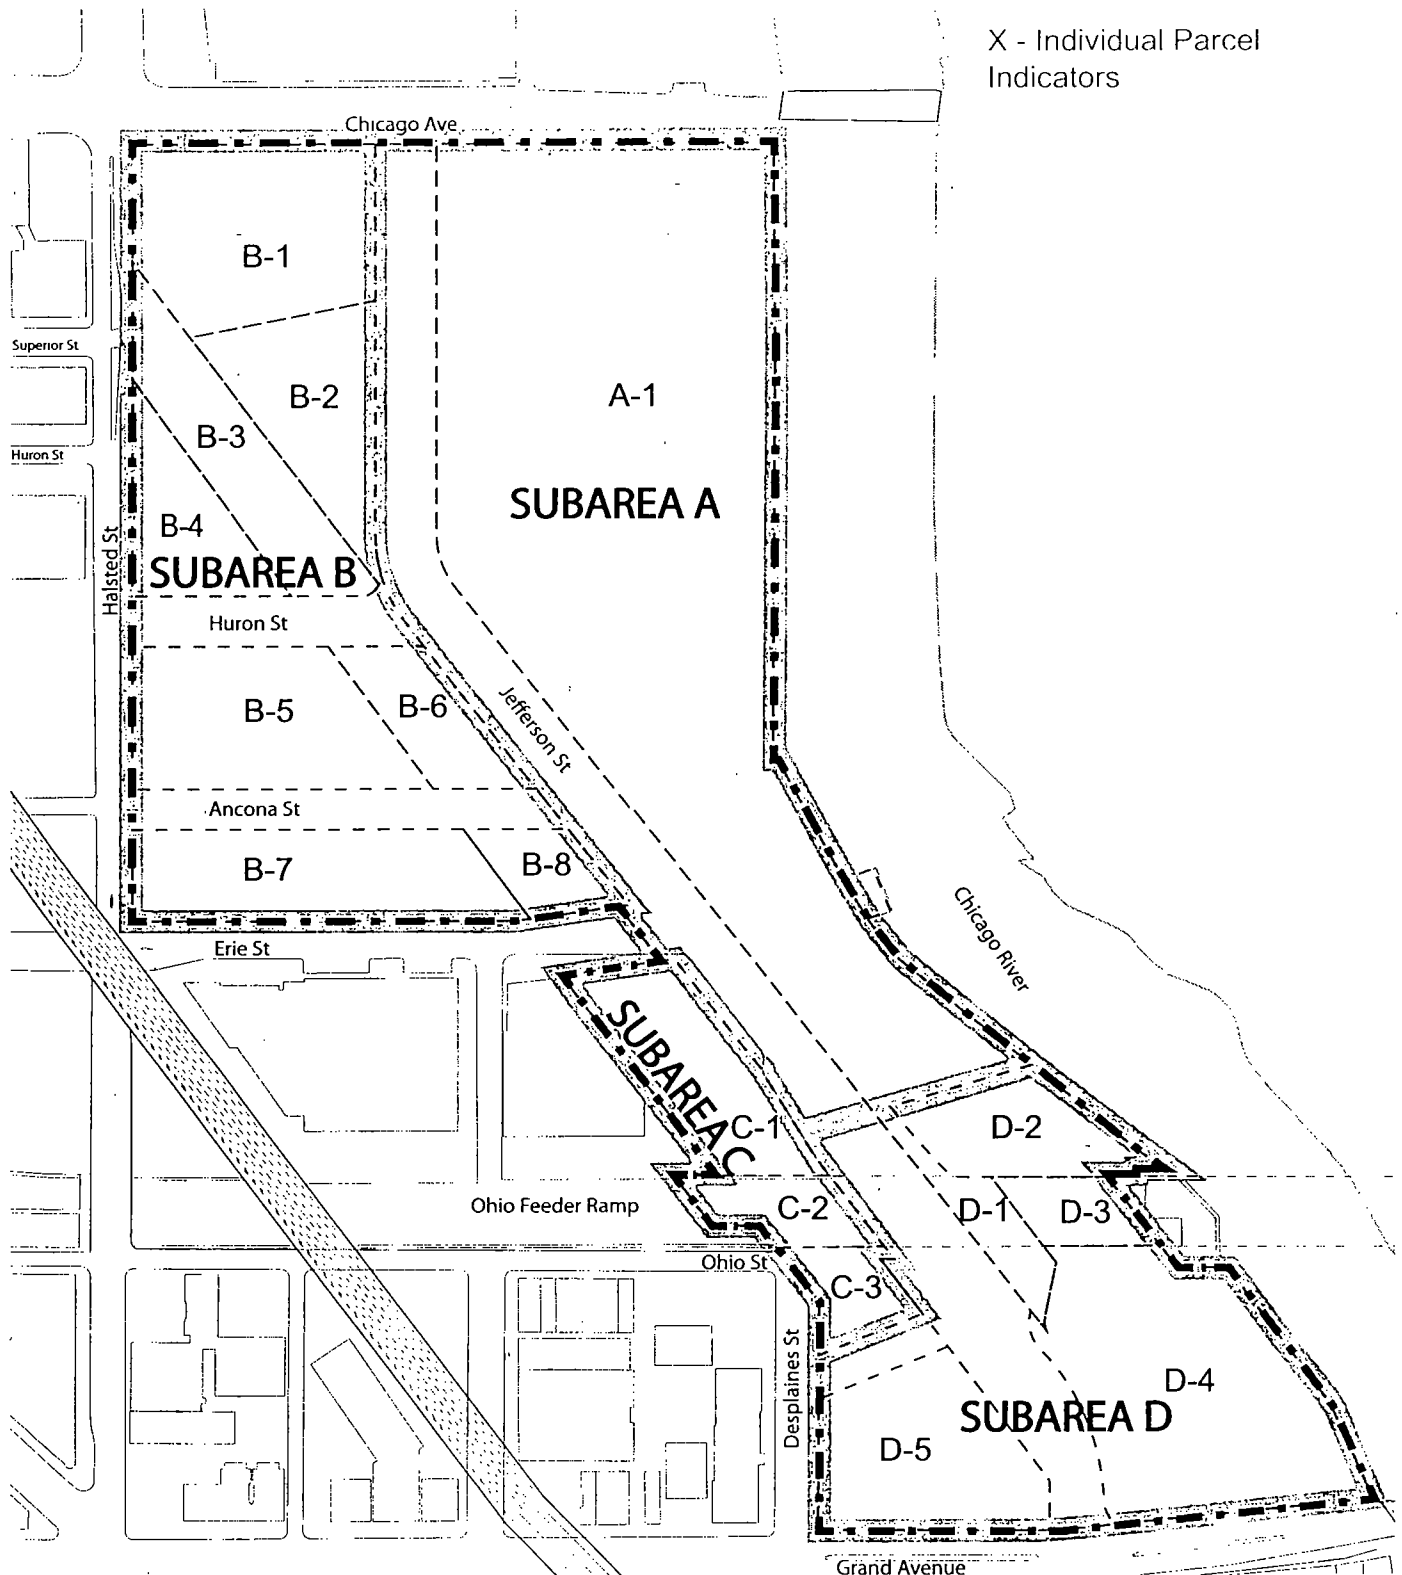 X - Individual Parcel
Indicators
Chicago Ave
B-1
Superior St
B-2
A-1
B-3
Huron St
SUBAREA A
B-4
Halsted St
SUBAREA B
Huron St
B-5
B-6
Jefferson St
Ancona St
B-7
B-8
Chicago River
Erie St
SUBAREA C
C-1
D-2
Ohio Feeder Ramp
C-2
D-1
D-3
Ohio St
C-3
Desplaines St
D-4
SUBAREA D
D-5
Grand Avenue